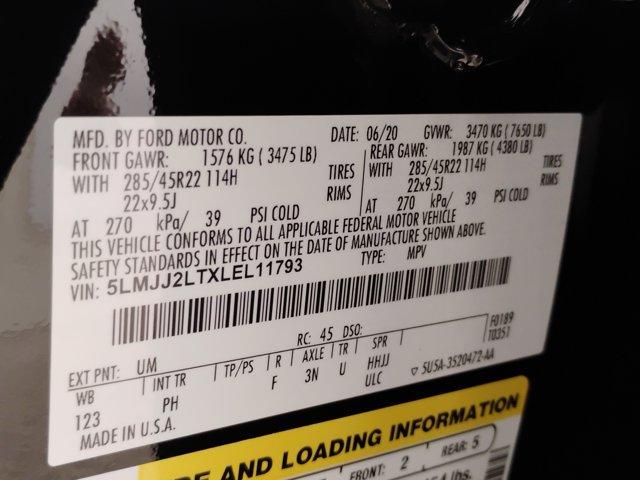 MFD. BY FORD MOTOR CO. DATE: 06/20 GVWR: 3470 KG ( 7650 LB)
FRONT GAWR: 1576 KG ( 3475 LB) REAR GAWR: 1987 KG ( 4380 LB)
WITH 285/45R22 114H TIRES WITH 285/45R22 114H TIRES
22x9.5J RIMS 22x9.5J RIMS
AT 270 kPa/ 39 PSI COLD AT 270 kPa/ 39 PSI COLD
THIS VEHICLE CONFORMS TO ALL APPLICABLE FEDERAL MOTOR VEHICLE
SAFETY STANDARDS IN EFFECT ON THE DATE OF MANUFACTURE SHOWN ABOVE.
VIN: 5LMJJ2LTXLEL11793 TYPE: MPV
F0189
T0351
EXT PNT: UM RC: 45 DSO:
WB INT TR TP/PS R AXLE TR SPR
123 PH F 3N U HHJJ
ULC
5U5A-3520472-AA
MADE IN U.S.A.
AND LOADING INFORMATION
FRONT: 2 REAR: 5
lbs.